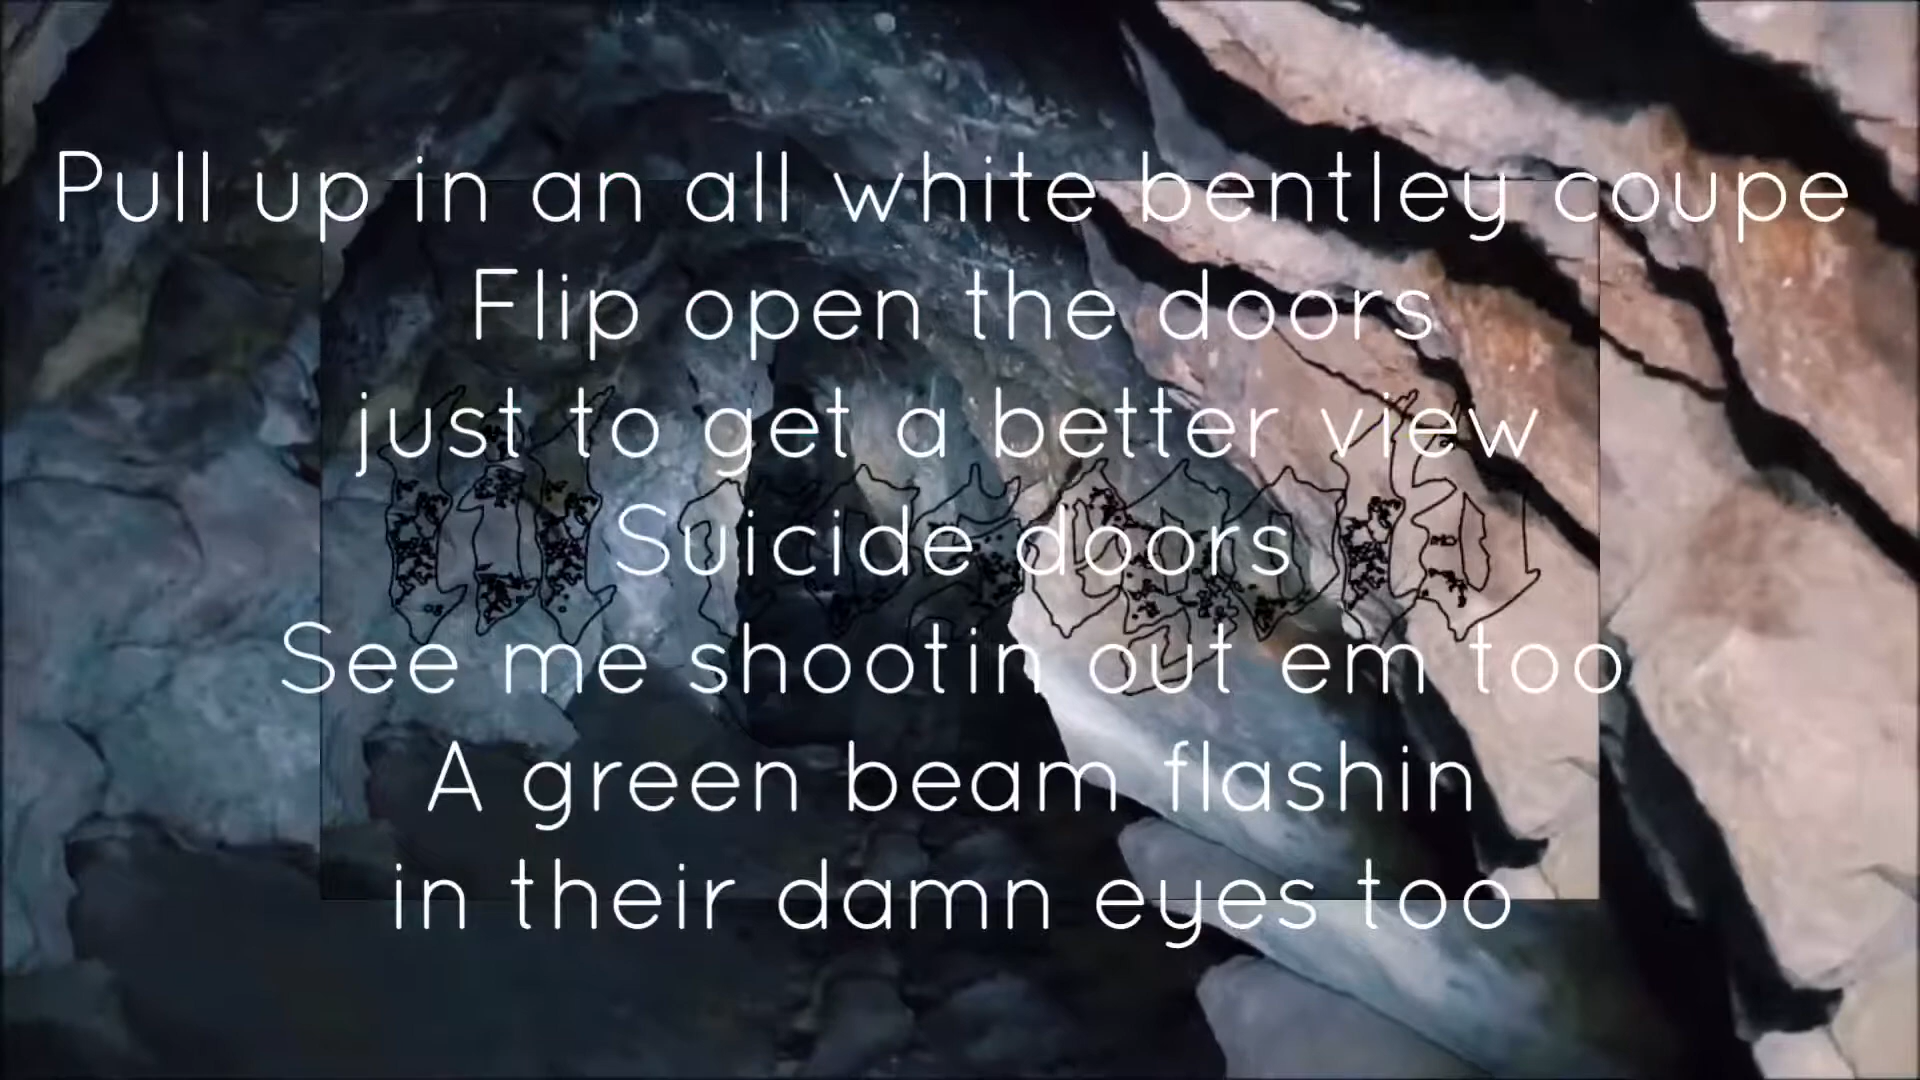 Pull up in an all white bentley coupe
Flip open the doors
just to get a better view
Suicide doors
See me shootin out em too
A green beam flashin
in their damn eyes too